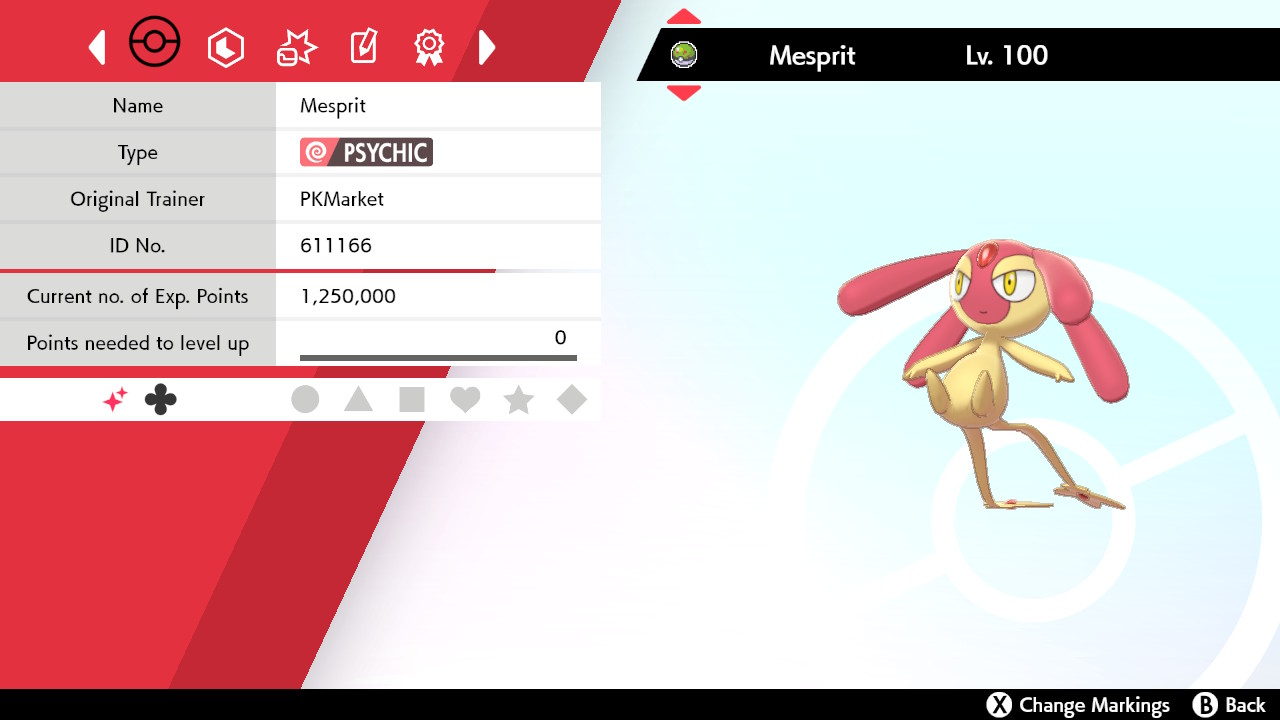 Mesprit Lv. 100
Name Mesprit
Type PSYCHIC
Original Trainer PKMarket
ID No. 611166
Current no. of Exp. Points 1,250,000
Points needed to level up 0
X Change Markings B Back